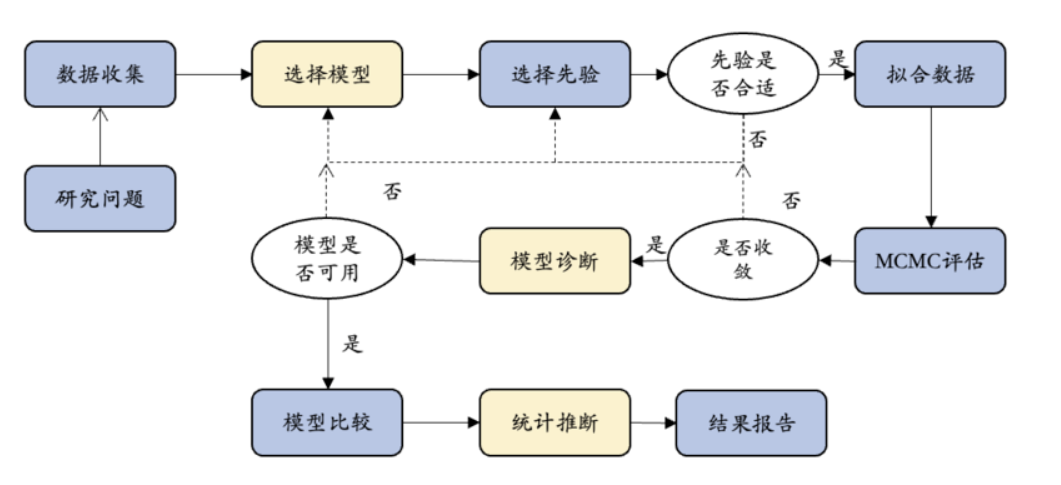 数据收集
选择模型
选择先验
先验是
否合适
是
拟合数据
否
研究问题
否
否
模型是
否可用
模型诊断
是
是否收
敛
MCMC评估
是
模型比较
统计推断
结果报告